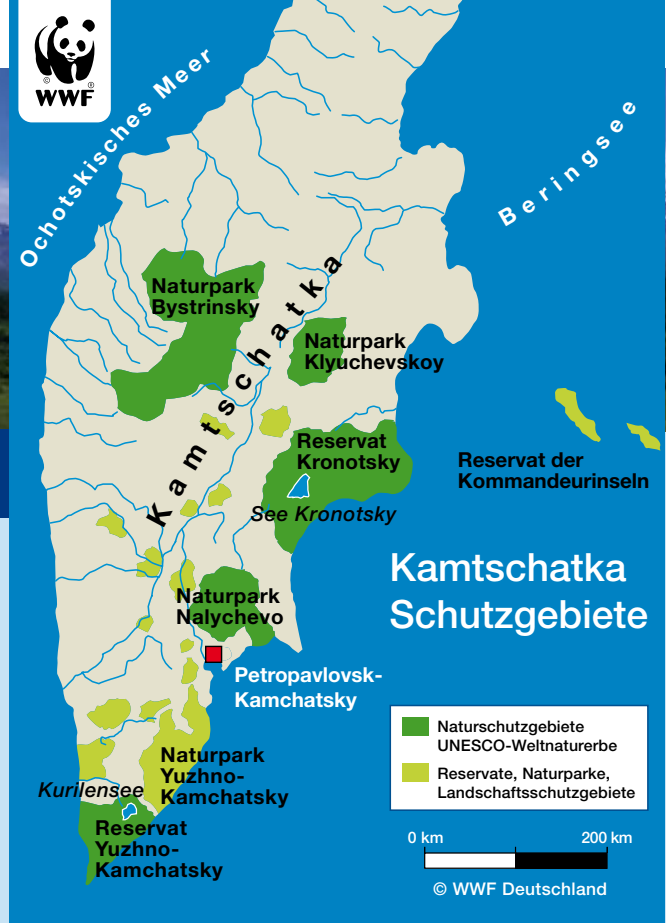 ©
®
WWF
Ochotskisches Meer
Beringsee
Naturpark
Bystrinsky
Kamtschatka
Naturpark
Klyuchevskoy
Reservat
Kronotsky
See Kronotsky
Reservat der
Kommandeurinseln
Kamtschatka
Schutzgebiete
Naturpark
Nalychevo
Petropavlovsk-
Kamchatsky
Naturpark
Yuzhno-
Kamchatsky
Kurilensee
Reservat
Yuzhno-
Kamchatsky
Naturschutzgebiete
UNESCO-Weltnaturerbe
Reservate, Naturparke,
Landschaftsschutzgebiete
0 km 200 km
© WWF Deutschland